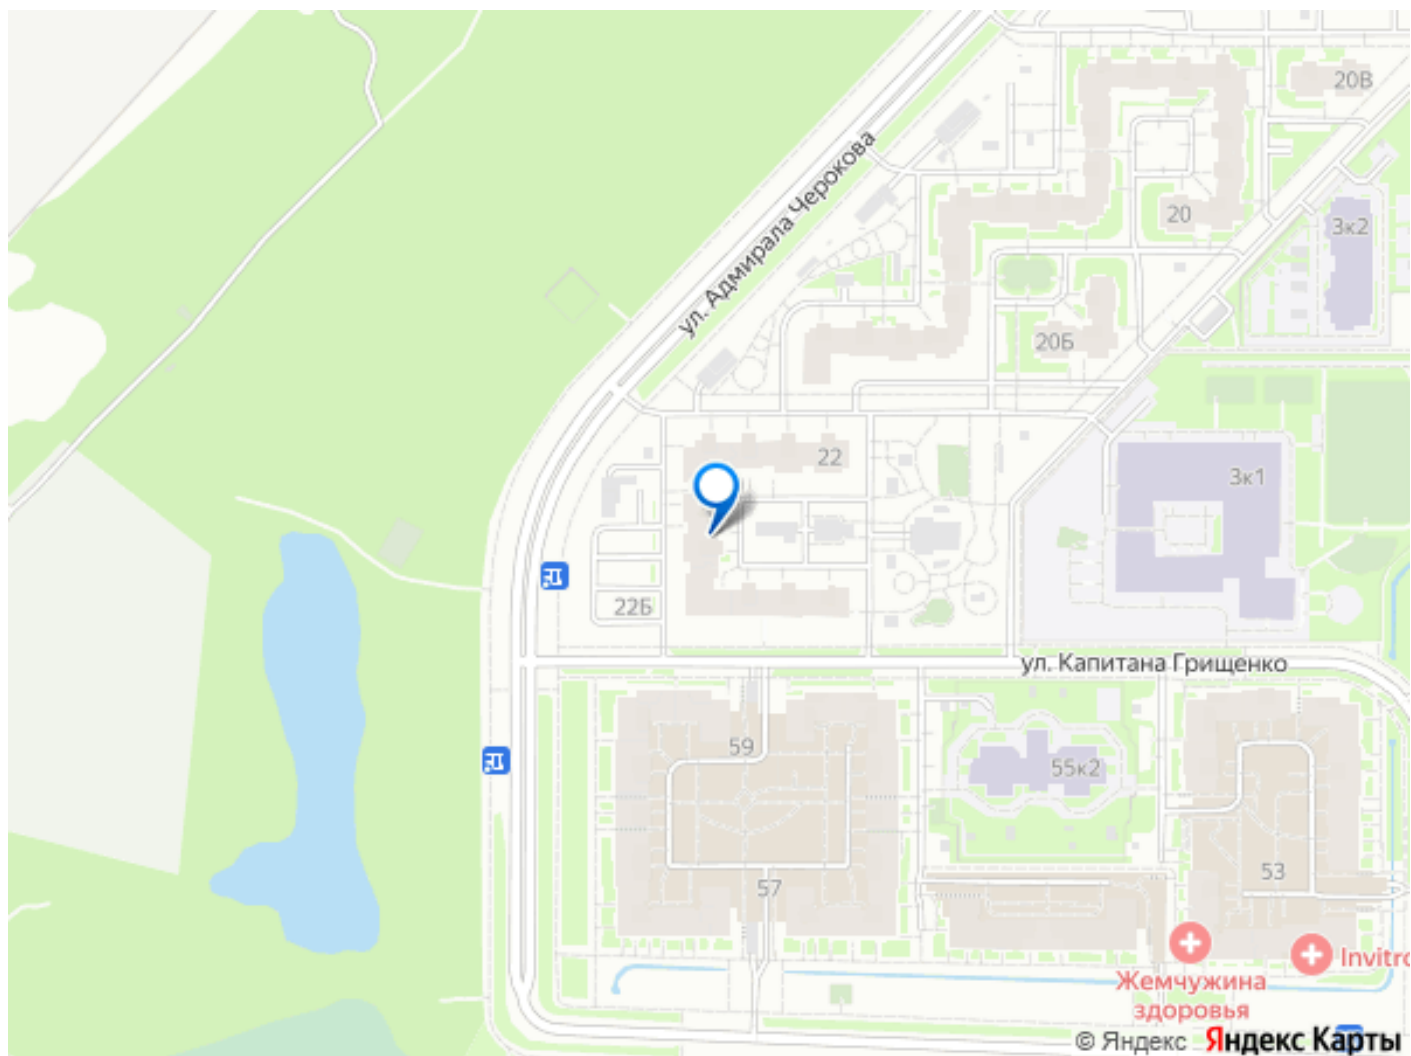 20В
ул. Адмирала Черокова
20
3к2
20Б
22
3к1
22Б
ул. Капитана Грищенко
59
55к2
57
53
Invitro
Жемчужина
здоровья
© Яндекс Яндекс Карты